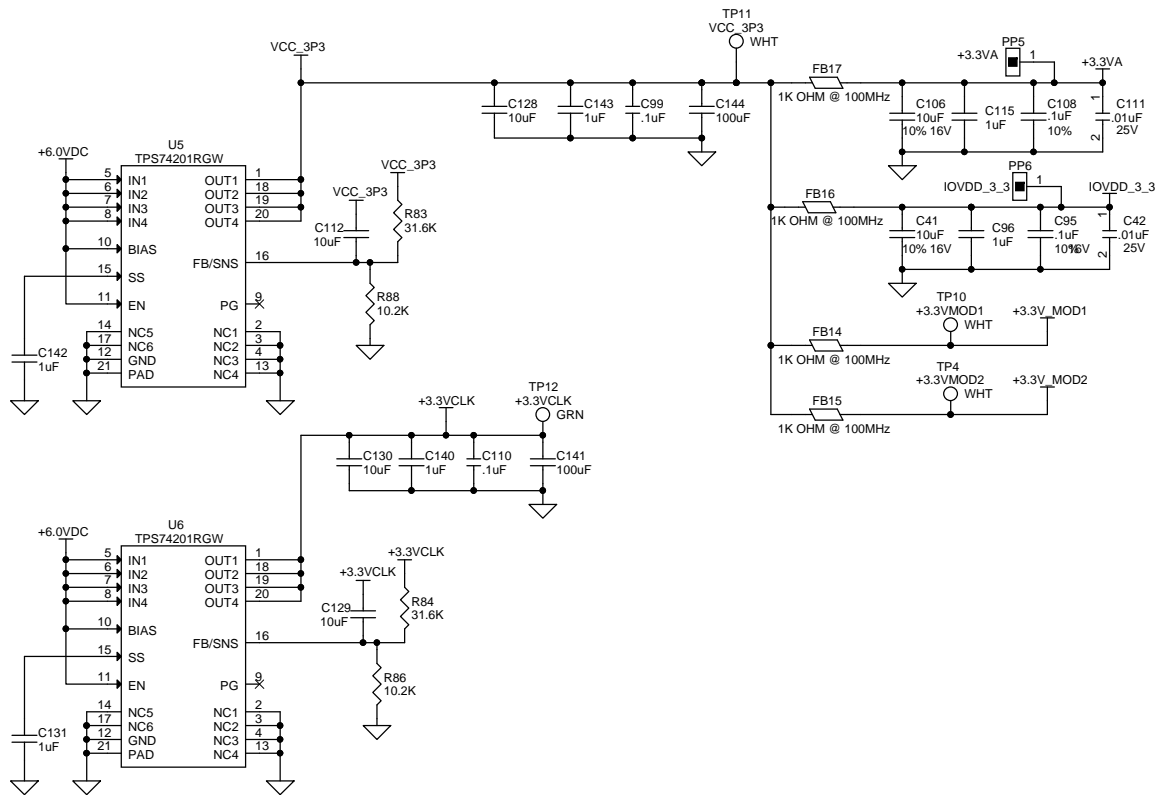 VCC_3P3
TP11
VCC_3P3
WHT
C128
10uF
C143
1uF
C99
.1uF
C144
100uF
FB17
1K OHM @ 100MHz
+3.3VA
PP5
1
+3.3VA
C106
10uF
10% 16V
C115
1uF
C108
.1uF
10%
1
C111
.01uF
25V
2
FB16
1K OHM @ 100MHz
IOVDD_3_3
PP6
1
IOVDD_3_3
C41
10uF
10% 16V
C96
1uF
C95
.1uF
1
C42
.01uF
25V
2
FB14
1K OHM @ 100MHz
TP10
+3.3VMOD1
WHT
+3.3V_MOD1
FB15
1K OHM @ 100MHz
TP4
+3.3VMOD2
WHT
+3.3V_MOD2
+6.0VDC
U5
TPS74201RGW
5 IN1 OUT1 1
6 IN2 OUT2 18
7 IN3 OUT3 19
8 IN4 OUT4 20
10 BIAS
FB/SNS 16
15 SS
11 EN PG 9
14 NC5 NC1 2
17 NC6 NC2 3
12 GND NC3 4
21 PAD NC4 13
C142
1uF
VCC_3P3
C112
10uF
VCC_3P3
R83
31.6K
R88
10.2K
+3.3VCLK
TP12
+3.3VCLK
GRN
C130
10uF
C140
1uF
C110
.1uF
C141
100uF
+6.0VDC
U6
TPS74201RGW
5 IN1 OUT1 1
6 IN2 OUT2 18
7 IN3 OUT3 19
8 IN4 OUT4 20
10 BIAS
FB/SNS 16
15 SS
11 EN PG 9
14 NC5 NC1 2
17 NC6 NC2 3
12 GND NC3 4
21 PAD NC4 13
C131
1uF
+3.3VCLK
C129
10uF
+3.3VCLK
R84
31.6K
R86
10.2K